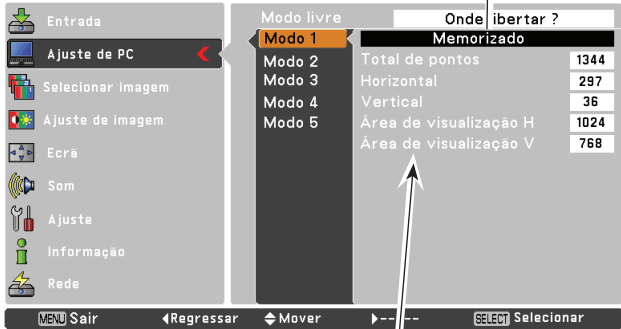 Entrada
Ajuste de PC
Selecionar imagem
Ajuste de imagem
Ecrã
Som
Ajuste
Informação
Rede
Modo livre
Onde ibertar ?
Modo 1
Modo 2
Modo 3
Modo 4
Modo 5
Memorizado
Total de pontos 1344
Horizontal 297
Vertical 36
Área de visualização H 1024
Área de visualização V 768
MENU Sair
Regressar
Mover
-----
SELECT Selecionar